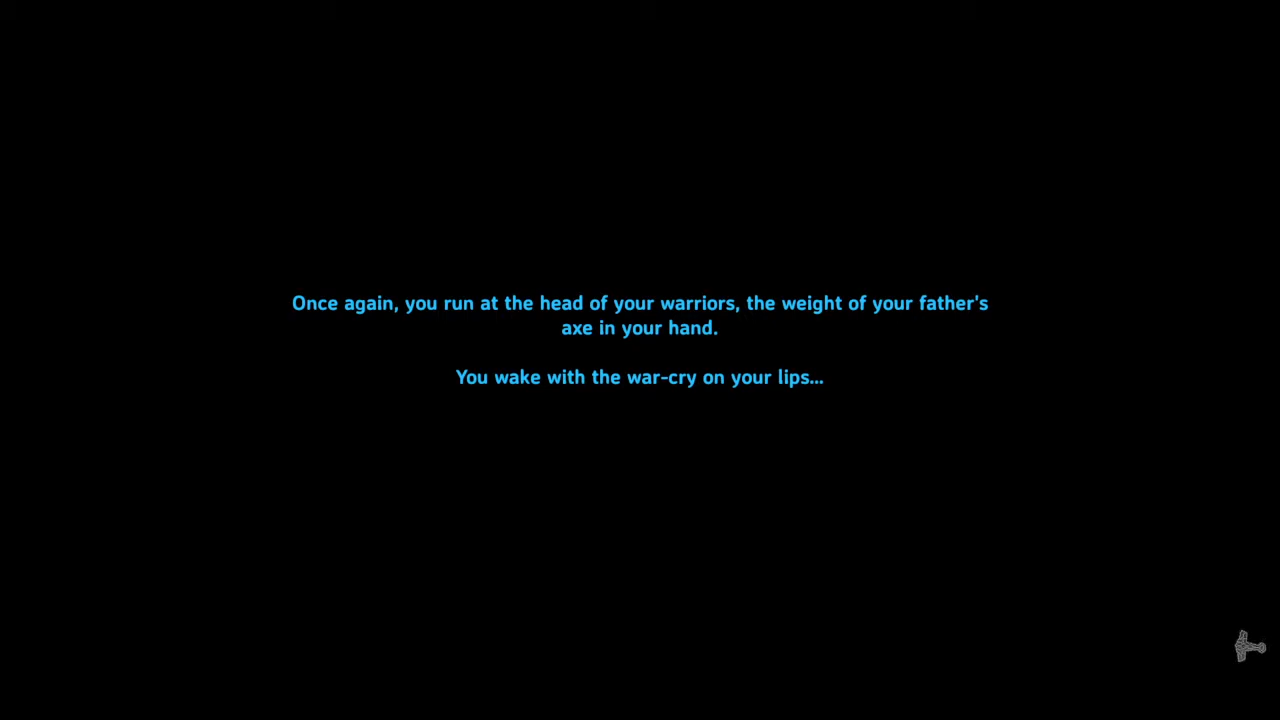 Once again, you run at the head of your warriors, the weight of your father's
axe in your hand.
You wake with the war-cry on your lips...